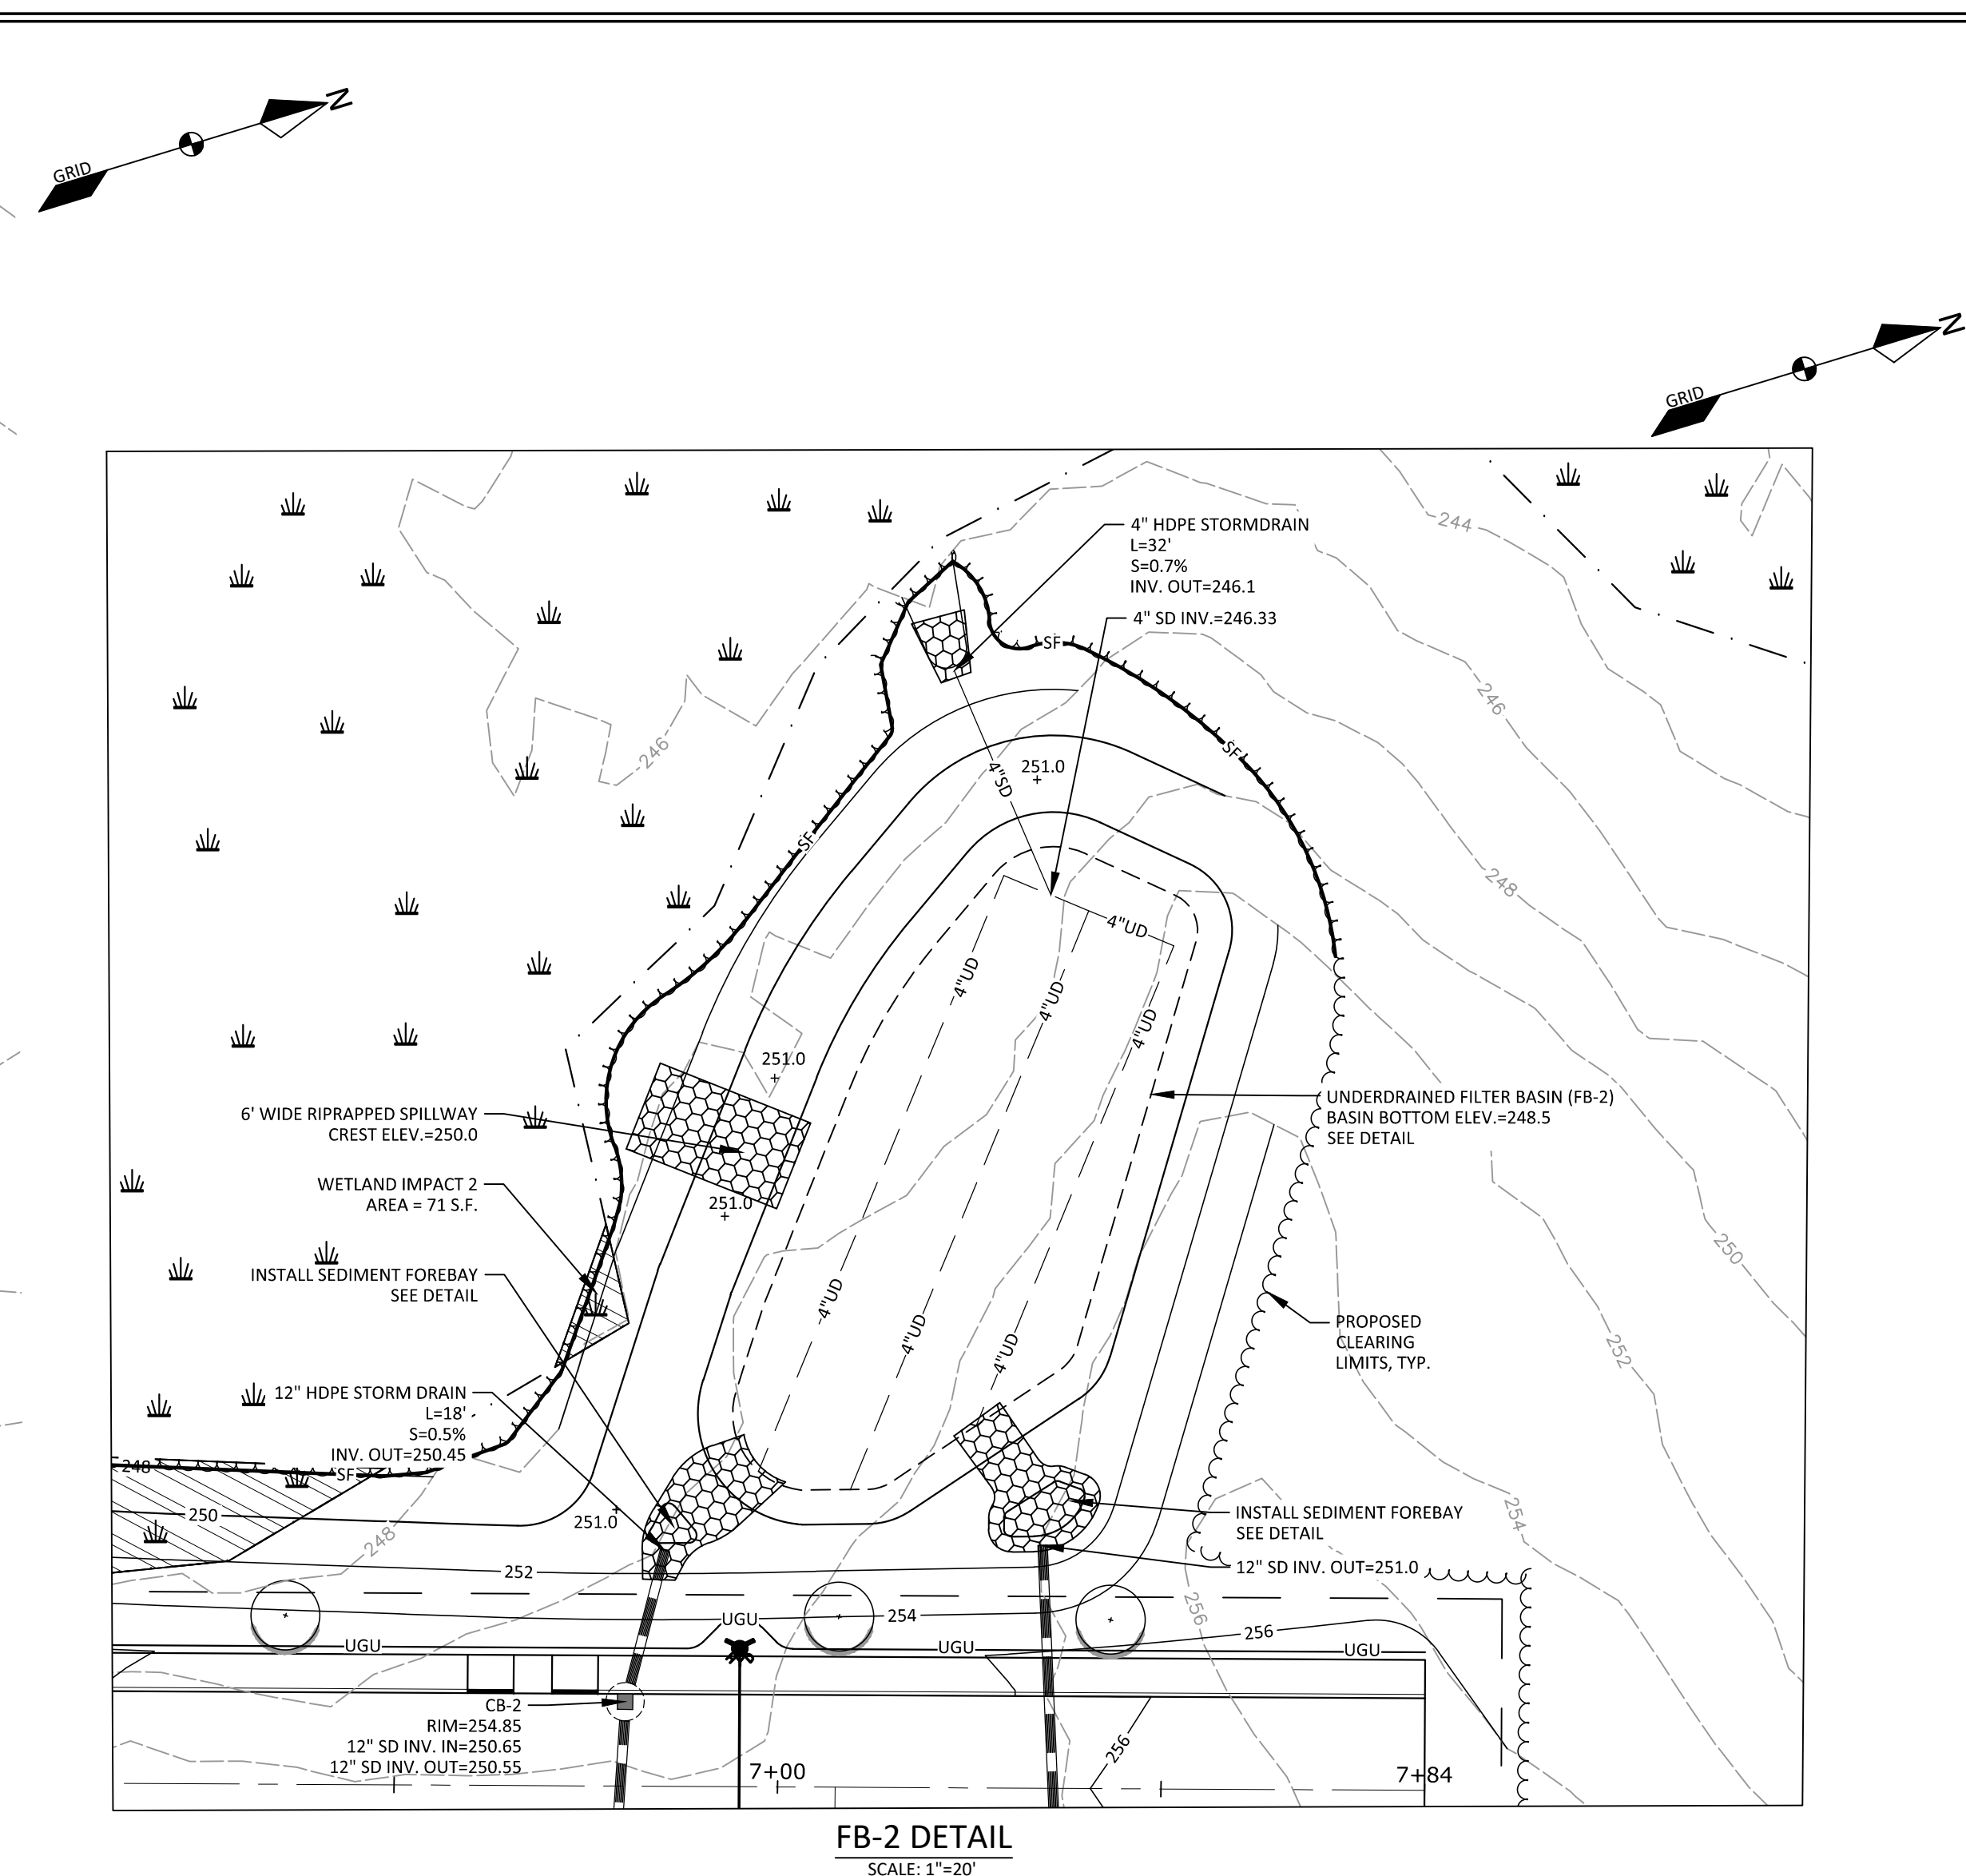 N
GRID
N
GRID
4" HDPE STORMDRAIN
L=32'
S=0.7%
INV. OUT=246.1
4" SD INV.=246.33
244
SF
246
246
SF
4"SD
251.0
+
SF
248
4"UD
4"UD
4"UD
4"UD
251.0
+
6' WIDE RIPRAPPED SPILLWAY
CREST ELEV.=250.0
UNDERDRAINED FILTER BASIN (FB-2)
BASIN BOTTOM ELEV.=248.5
SEE DETAIL
WETLAND IMPACT 2
AREA = 71 S.F.
251.0
+
250
INSTALL SEDIMENT FOREBAY
SEE DETAIL
4"UD
4"UD
4"UD
PROPOSED
CLEARING
LIMITS, TYP.
252
12" HDPE STORM DRAIN
L=18'
S=0.5%
INV. OUT=250.45
248
SF
250
248
251.0
+
INSTALL SEDIMENT FOREBAY
SEE DETAIL
254
12" SD INV. OUT=251.0
252
256
UGU
254
256
UGU
UGU
UGU
CB-2
RIM=254.85
12" SD INV. IN=250.65
12" SD INV. OUT=250.55
256
7+00
7+84
FB-2 DETAIL
SCALE: 1"=20'